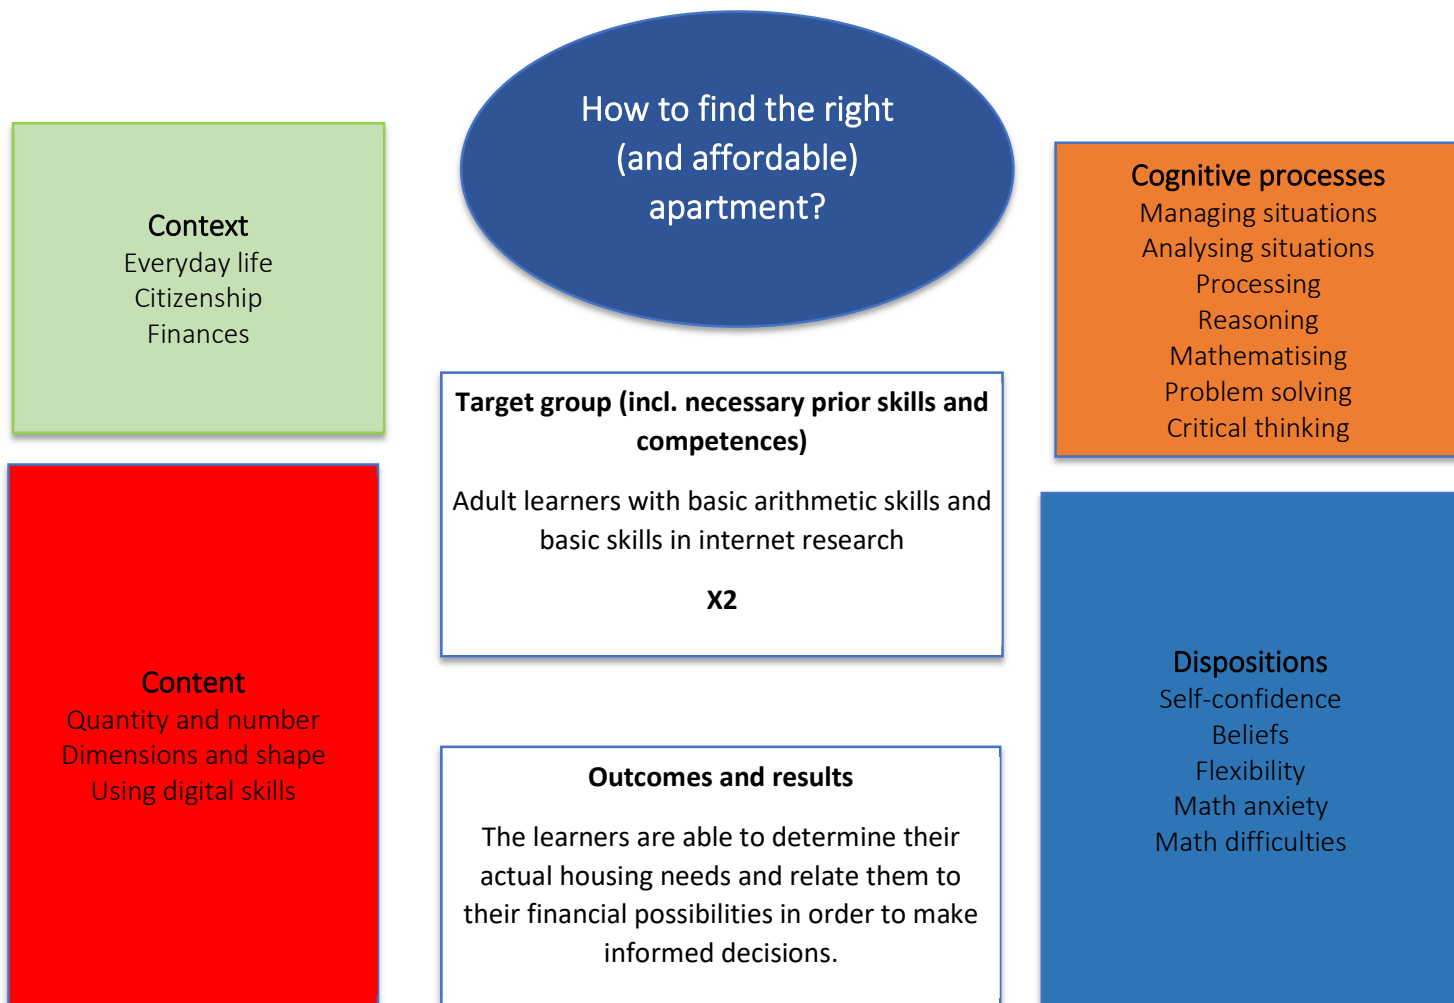 How to find the right
(and affordable)
apartment?
Context
Everyday life
Citizenship
Finances
Cognitive processes
Managing situations
Analysing situations
Processing
Reasoning
Mathematising
Problem solving
Critical thinking
Target group (incl. necessary prior skills and
competences)
Adult learners with basic arithmetic skills and
basic skills in internet research
X2
Content
Quantity and number
Dimensions and shape
Using digital skills
Dispositions
Self-confidence
Beliefs
Flexibility
Math anxiety
Math difficulties
Outcomes and results
The learners are able to determine their
actual housing needs and relate them to
their financial possibilities in order to make
informed decisions.